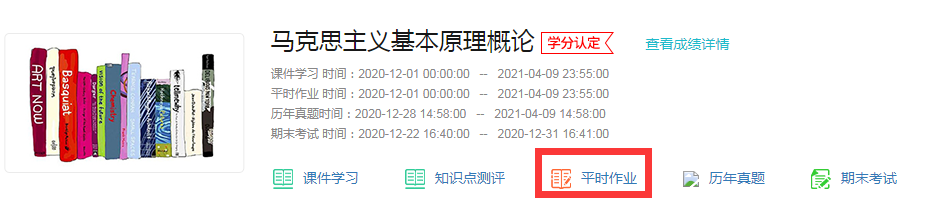 马克思主义基本原理概论 学分认定 查看成绩详情
课件学习 时间：2020-12-01 00:00:00 -- 2021-04-09 23:55:00
平时作业 时间：2020-12-01 00:00:00 -- 2021-04-09 23:55:00
历年真题时间：2020-12-28 14:58:00 -- 2021-04-09 14:58:00
期末考试 时间：2020-12-22 16:40:00 -- 2020-12-31 16:41:00
ART NOW
Basquiat
课件学习 知识点测评 平时作业 历年真题 期末考试